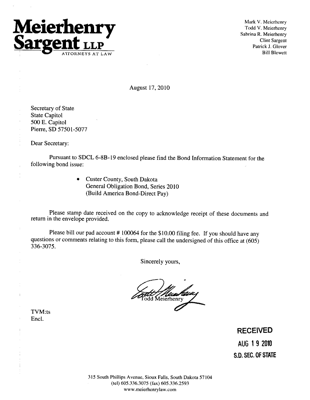 Meierhenry
Sargent LLP
ATTORNEYS AT LAW
Mark V. Meierhenry
Todd V. Meierhenry
Sabrina R. Meierhenry
Clint Sargent
Patrick J. Glover
Bill Blewett
August 17, 2010
Secretary of State
State Capitol
500 E. Capitol
Pierre, SD 57501-5077
Dear Secretary:
Pursuant to SDCL 6-8B-19 enclosed please find the Bond Information Statement for the
following bond issue:
• Custer County, South Dakota
General Obligation Bond, Series 2010
(Build America Bond-Direct Pay)
Please stamp date received on the copy to acknowledge receipt of these documents and
return in the envelope provided.
Please bill our pad account # 100064 for the $10.00 filing fee. If you should have any
questions or comments relating to this form, please call the undersigned of this office at (605)
336-3075.
Sincerely yours,
Todd Meierhenry
Todd Meierhenry
TVM:ts
Encl.
RECEIVED
AUG 19 2010
S.D. SEC. OF STATE
315 South Phillips Avenue, Sioux Falls, South Dakota 57104
(tel) 605.336.3075 (fax) 605.336.2593
www.meierhenrylaw.com